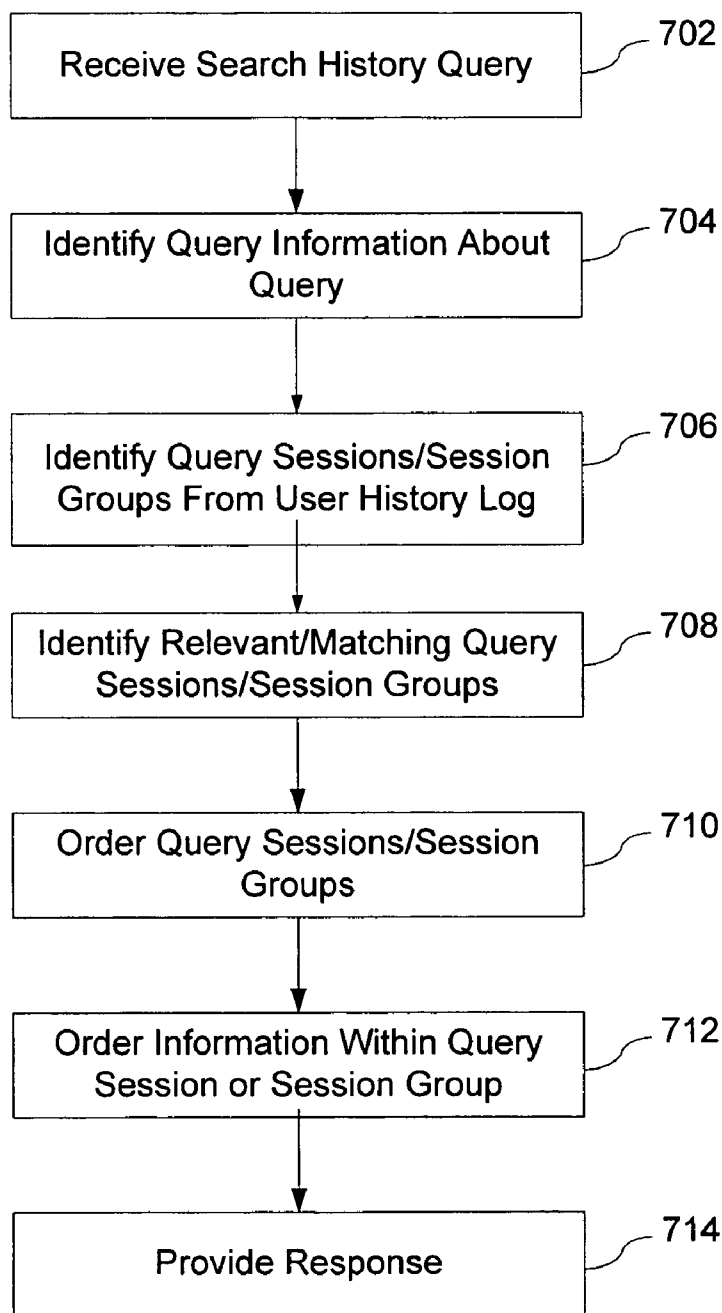 Receive Search History Query
702
Identify Query Information About
Query
704
Identify Query Sessions/Session
Groups From User History Log
706
Identify Relevant/Matching Query
Sessions/Session Groups
708
Order Query Sessions/Session
Groups
710
Order Information Within Query
Session or Session Group
712
Provide Response
714